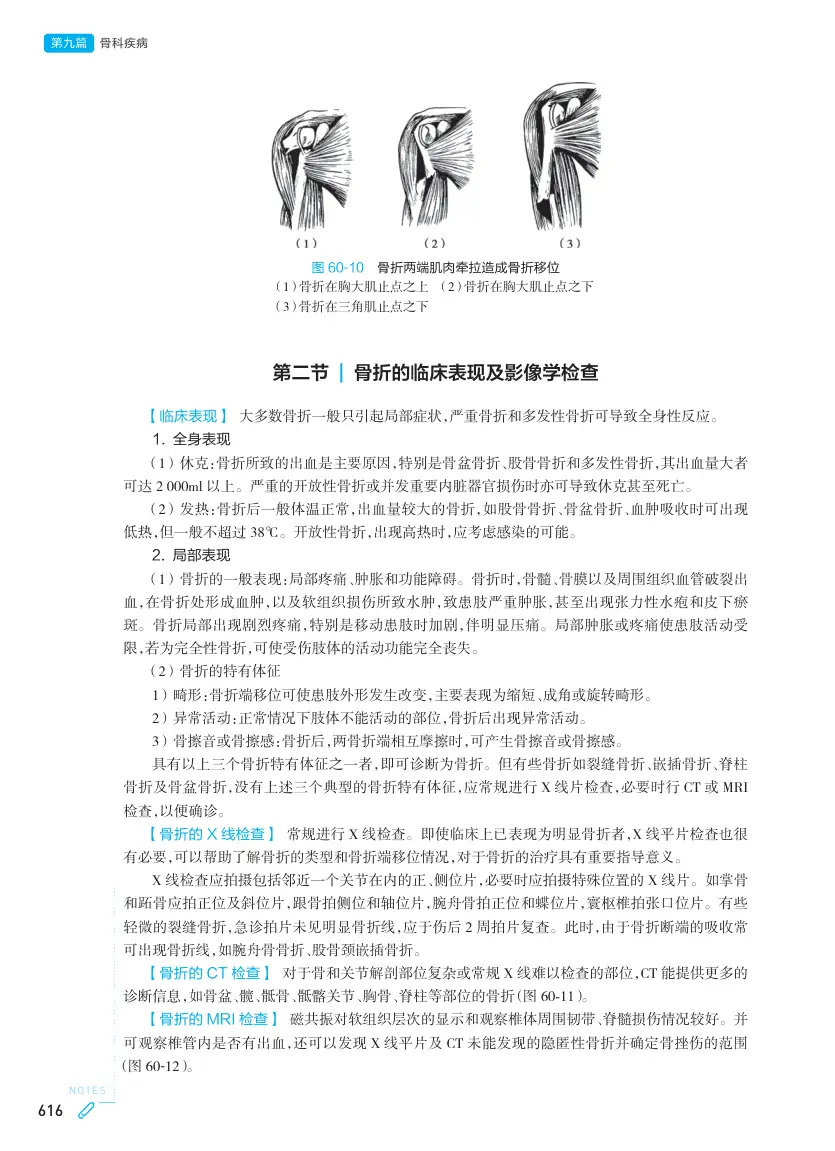 第九篇 骨科疾病
（1） （2） （3）
图 60-10 骨折两端肌肉牵拉造成骨折移位
（1）骨折在胸大肌止点之上 （2）骨折在胸大肌止点之下
（3）骨折在三角肌止点之下
第二节 | 骨折的临床表现及影像学检查
【临床表现】 大多数骨折一般只引起局部症状，严重骨折和多发性骨折可导致全身性反应。
1. 全身表现
（1）休克：骨折所致的出血是主要原因，特别是骨盆骨折、股骨骨折和多发性骨折，其出血量大者
可达 2 000ml 以上。严重的开放性骨折或并发重要内脏器官损伤时亦可导致休克甚至死亡。
（2）发热：骨折后一般体温正常，出血量较大的骨折，如股骨骨折、骨盆骨折、血肿吸收时可出现
低热，但一般不超过 38℃。开放性骨折，出现高热时，应考虑感染的可能。
2. 局部表现
（1）骨折的一般表现：局部疼痛、肿胀和功能障碍。骨折时，骨髓、骨膜以及周围组织血管破裂出
血，在骨折处形成血肿，以及软组织损伤所致水肿，致患肢严重肿胀，甚至出现张力性水疱和皮下瘀
斑。骨折局部出现剧烈疼痛，特别是移动患肢时加剧，伴明显压痛。局部肿胀或疼痛使患肢活动受
限，若为完全性骨折，可使受伤肢体的活动功能完全丧失。
（2）骨折的特有体征
1）畸形：骨折端移位可使患肢外形发生改变，主要表现为缩短、成角或旋转畸形。
2）异常活动：正常情况下肢体不能活动的部位，骨折后出现异常活动。
3）骨擦音或骨擦感：骨折后，两骨折端相互摩擦时，可产生骨擦音或骨擦感。
具有以上三个骨折特有体征之一者，即可诊断为骨折。但有些骨折如裂缝骨折、嵌插骨折、脊柱
骨折及骨盆骨折，没有上述三个典型的骨折特有体征，应常规进行 X 线片检查，必要时行 CT 或 MRI
检查，以便确诊。
【骨折的 X 线检查】 常规进行 X 线检查。即使临床上已表现为明显骨折者，X 线平片检查也很
有必要，可以帮助了解骨折的类型和骨折端移位情况，对于骨折的治疗具有重要指导意义。
X 线检查应拍摄包括邻近一个关节在内的正、侧位片，必要时应拍摄特殊位置的 X 线片。如掌骨
和跖骨应拍正位及斜位片，跟骨拍侧位和轴位片，腕舟骨拍正位和蝶位片，寰枢椎拍张口位片。有些
轻微的裂缝骨折，急诊拍片未见明显骨折线，应于伤后 2 周拍片复查。此时，由于骨折断端的吸收常
可出现骨折线，如腕舟骨骨折、股骨颈嵌插骨折。
【骨折的 CT 检查】 对于骨和关节解剖部位复杂或常规 X 线难以检查的部位，CT 能提供更多的
诊断信息，如骨盆、髋、骶骨、骶髂关节、胸骨、脊柱等部位的骨折（图 60-11）。
【骨折的 MRI 检查】 磁共振对软组织层次的显示和观察椎体周围韧带、脊髓损伤情况较好。并
可观察椎管内是否有出血，还可以发现 X 线平片及 CT 未能发现的隐匿性骨折并确定骨挫伤的范围
（图 60-12）。
NOTES
616